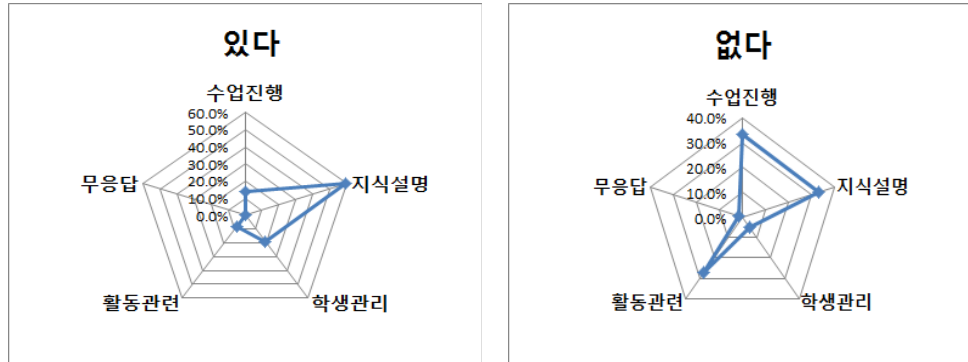 있다
수업진행
60.0%
50.0%
40.0%
30.0%
20.0%
10.0%
0.0%
무응답
지식설명
활동관련
학생관리
없다
수업진행
40.0%
30.0%
20.0%
10.0%
0.0%
무응답
지식설명
활동관련
학생관리